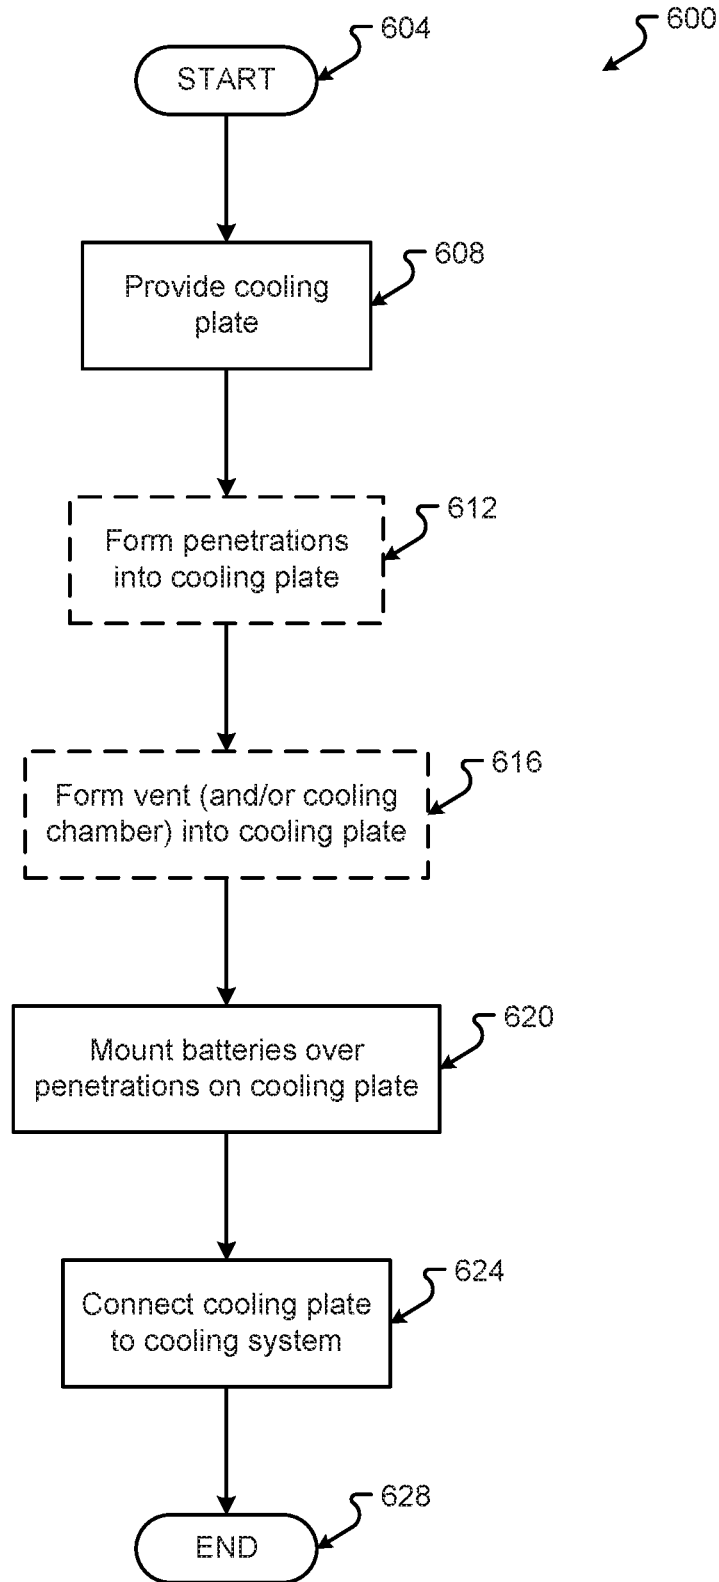 604
600
START
608
Provide cooling
plate
612
Form penetrations
into cooling plate
616
Form vent (and/or cooling
chamber) into cooling plate
620
Mount batteries over
penetrations on cooling plate
624
Connect cooling plate
to cooling system
628
END